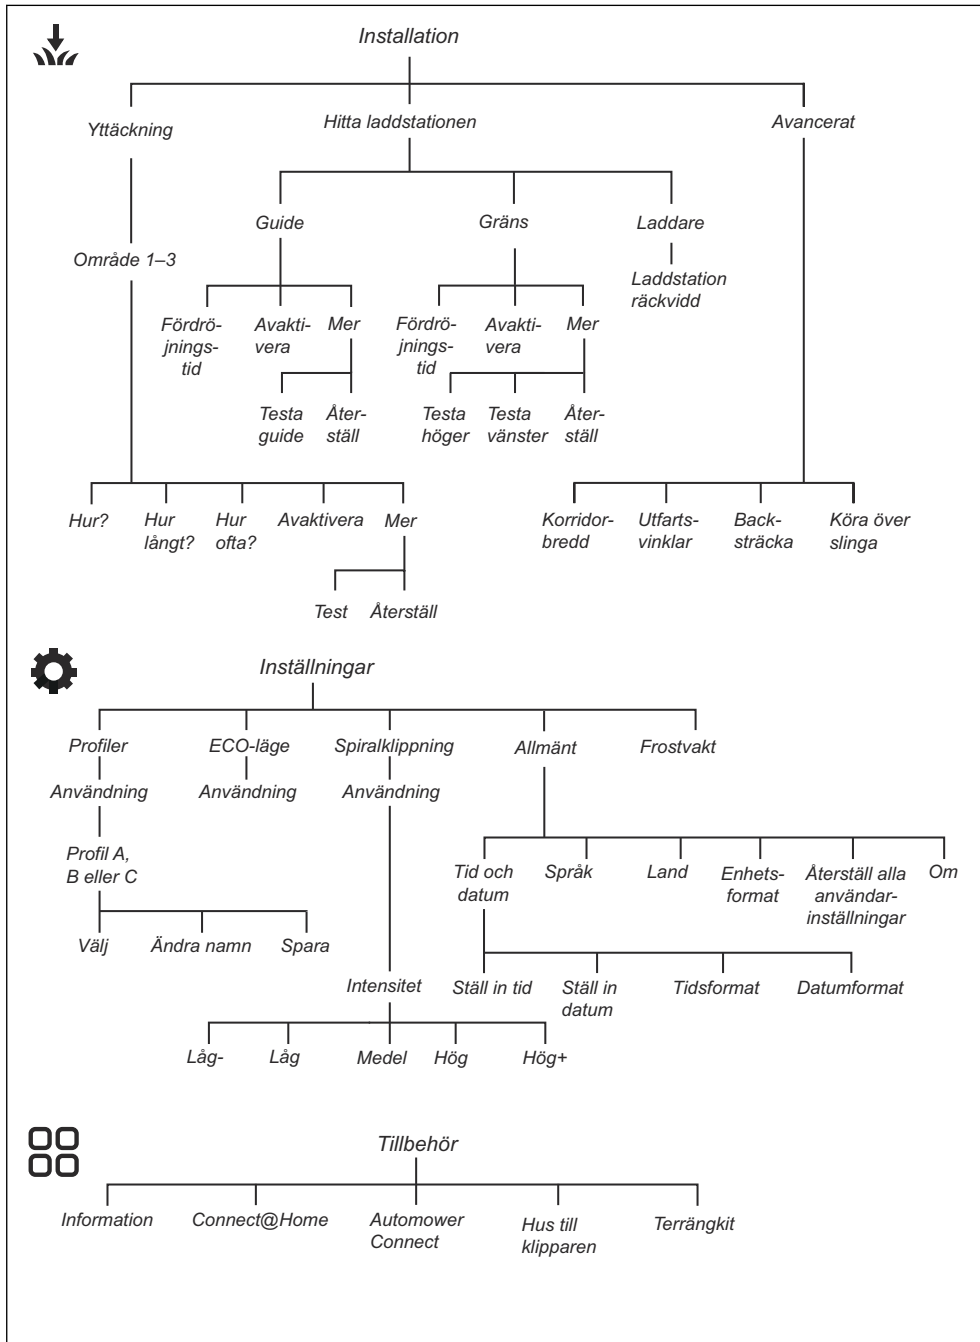 Installation
Yttäckning
Hitta laddstationen
Avancerat
Guide
Gräns
Laddare
Område 1–3
Laddstation
räckvidd
Fördrö-
jnings-
tid
Avakti-
vera
Mer
Fördrö-
jnings-
tid
Avakti-
vera
Mer
Testa
guide
Åter-
ställ
Testa
höger
Testa
vänster
Åter-
ställ
Hur?
Hur
långt?
Hur
ofta?
Avaktivera
Mer
Korridor-
bredd
Utfarts-
vinklar
Back-
sträcka
Köra över
slinga
Test
Återställ
Inställningar
Profiler
ECO-läge
Spiralklippning
Allmänt
Frostvakt
Användning
Användning
Användning
Profil A,
B eller C
Tid och
datum
Språk
Land
Enhets-
format
Återställ alla
användar-
inställningar
Om
Välj
Ändra namn
Spara
Intensitet
Ställ in tid
Ställ in
datum
Tidsformat
Datumformat
Låg-
Låg
Medel
Hög
Hög+
Tillbehör
Information
Connect@Home
Automower
Connect
Hus till
klipparen
Terrängkit